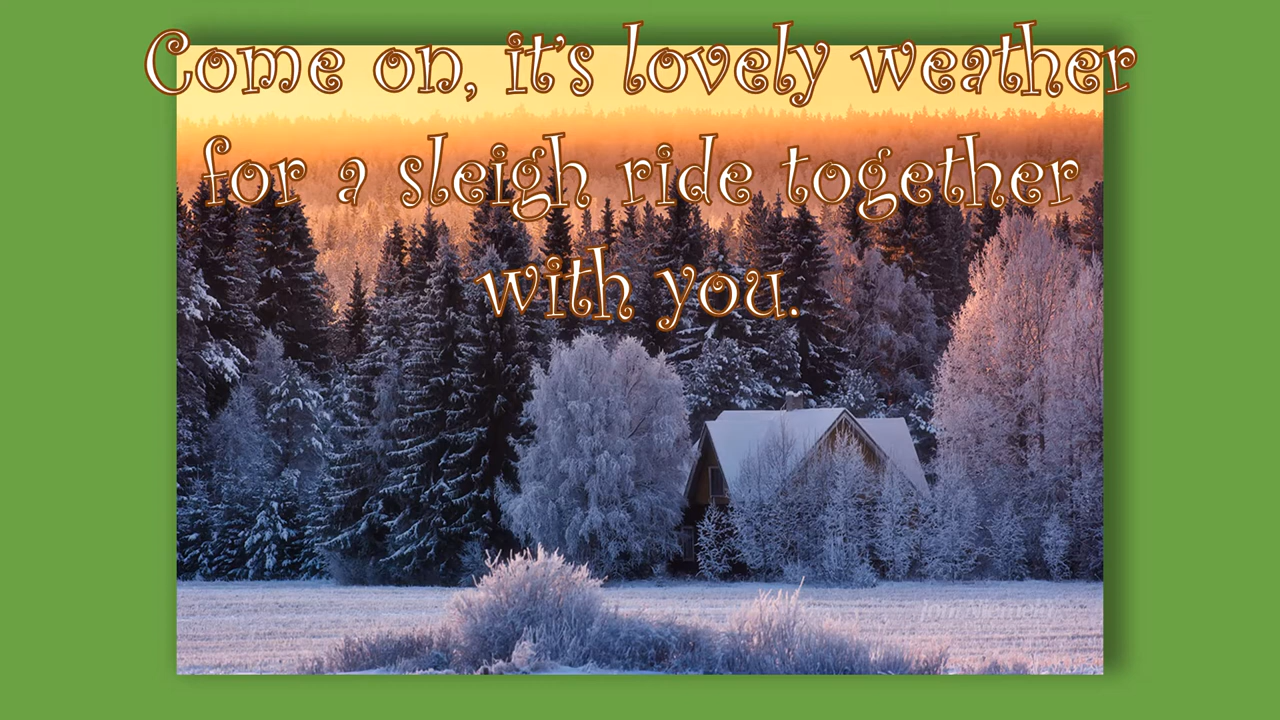 Come on, it's lovely weather
for a sleigh ride together
with you.